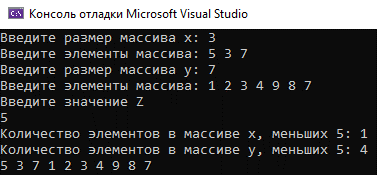 Консоль отладки Microsoft Visual Studio
Введите размер массива x: 3
Введите элементы массива: 5 3 7
Введите размер массива y: 7
Введите элементы массива: 1 2 3 4 9 8 7
Введите значение Z
5
Количество элементов в массиве x, меньших 5: 1
Количество элементов в массиве y, меньших 5: 4
5 3 7 1 2 3 4 9 8 7